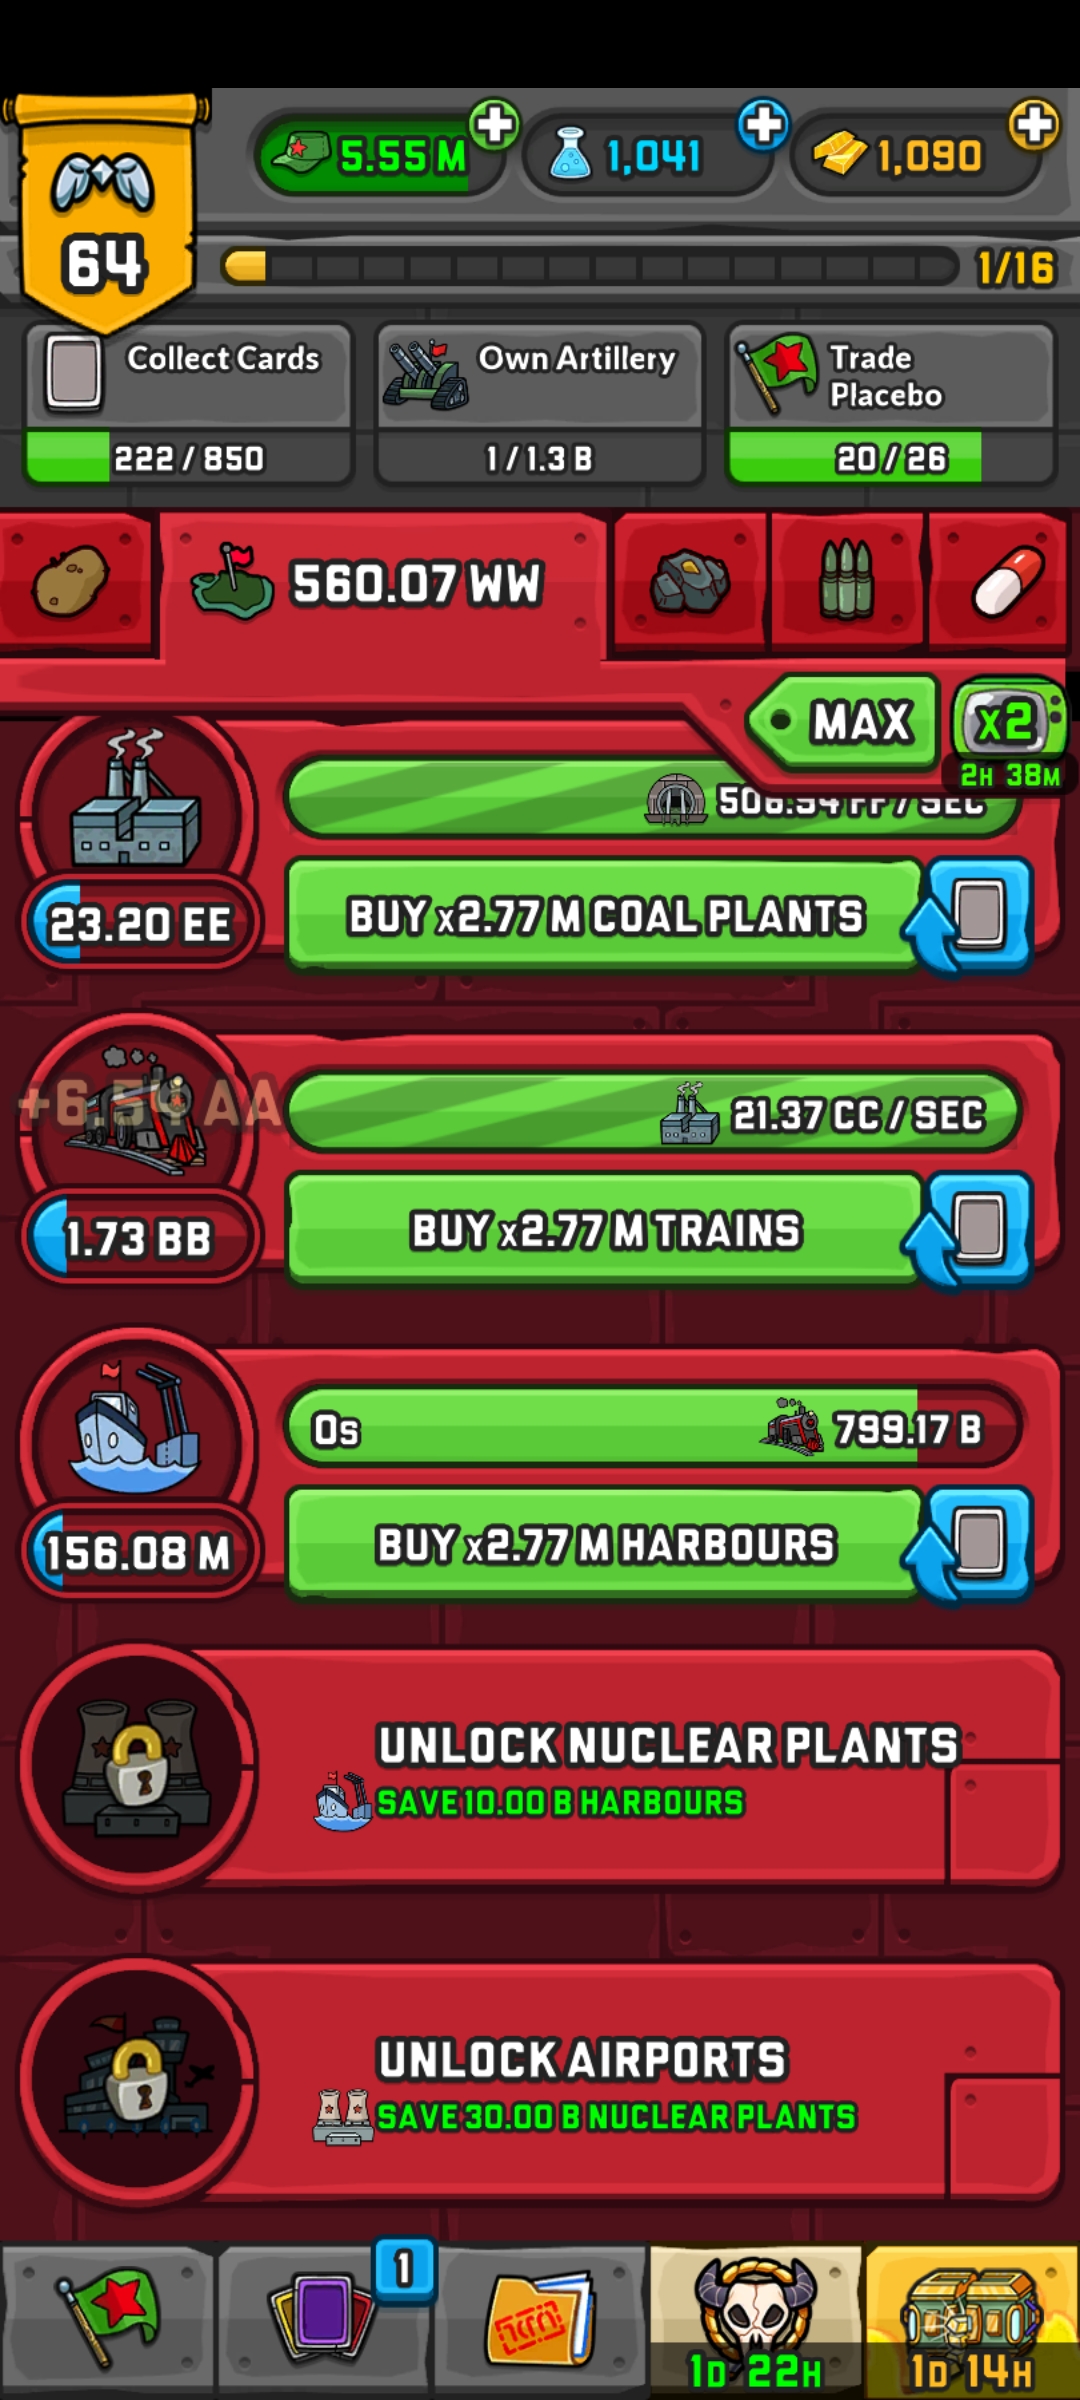 5.55 M
1,041
1,090
64
1/16
Collect Cards
Own Artillery
Trade
Placebo
222 / 850
1 / 1.3 B
20 / 26
560.07 WW
MAX
x2
2H 38M
506.54 FF / SEC
23.20 EE
BUY x2.77 M COAL PLANTS
+6.54 AA
21.37 CC / SEC
1.73 BB
BUY x2.77 M TRAINS
0s
799.17 B
156.08 M
BUY x2.77 M HARBOURS
UNLOCK NUCLEAR PLANTS
SAVE 10.00 B HARBOURS
UNLOCK AIRPORTS
SAVE 30.00 B NUCLEAR PLANTS
1
1D 22H
1D 14H